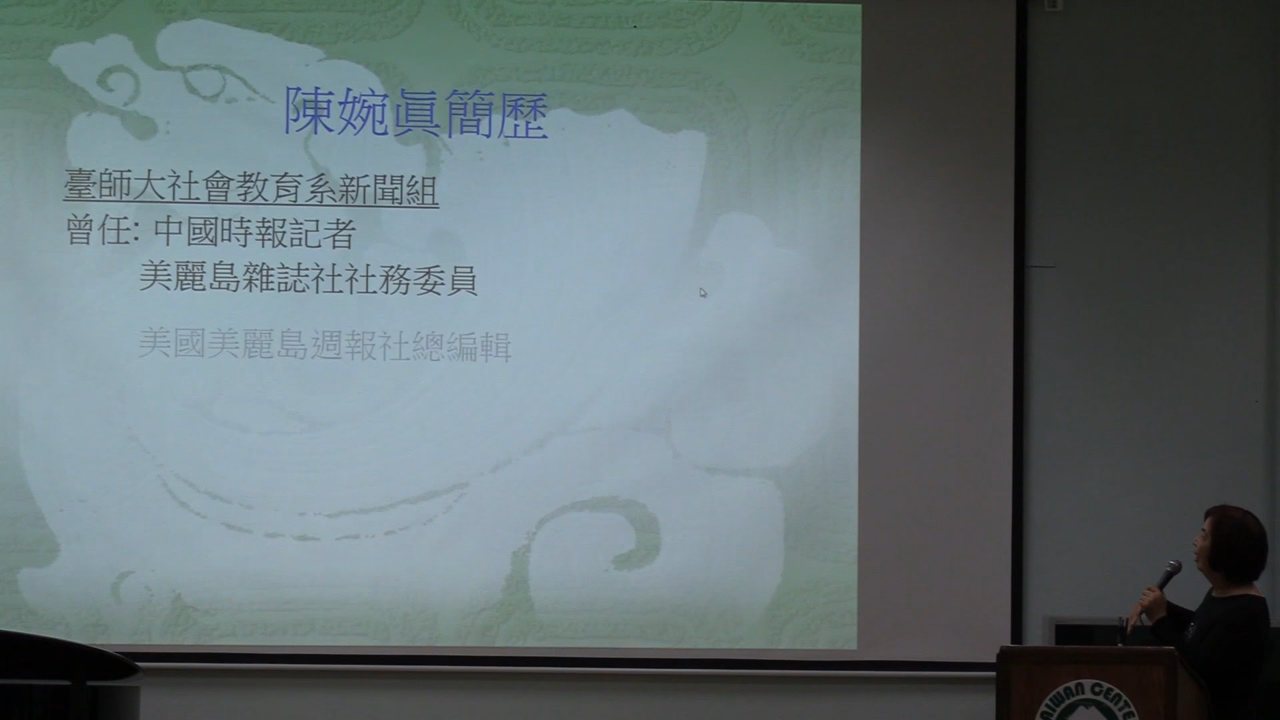 陳婉眞簡歷
臺師大社會教育系新聞組
曾任: 中國時報記者
美麗島雜誌社社務委員
美國美麗島週報社總編輯
TAIWAN CENTER